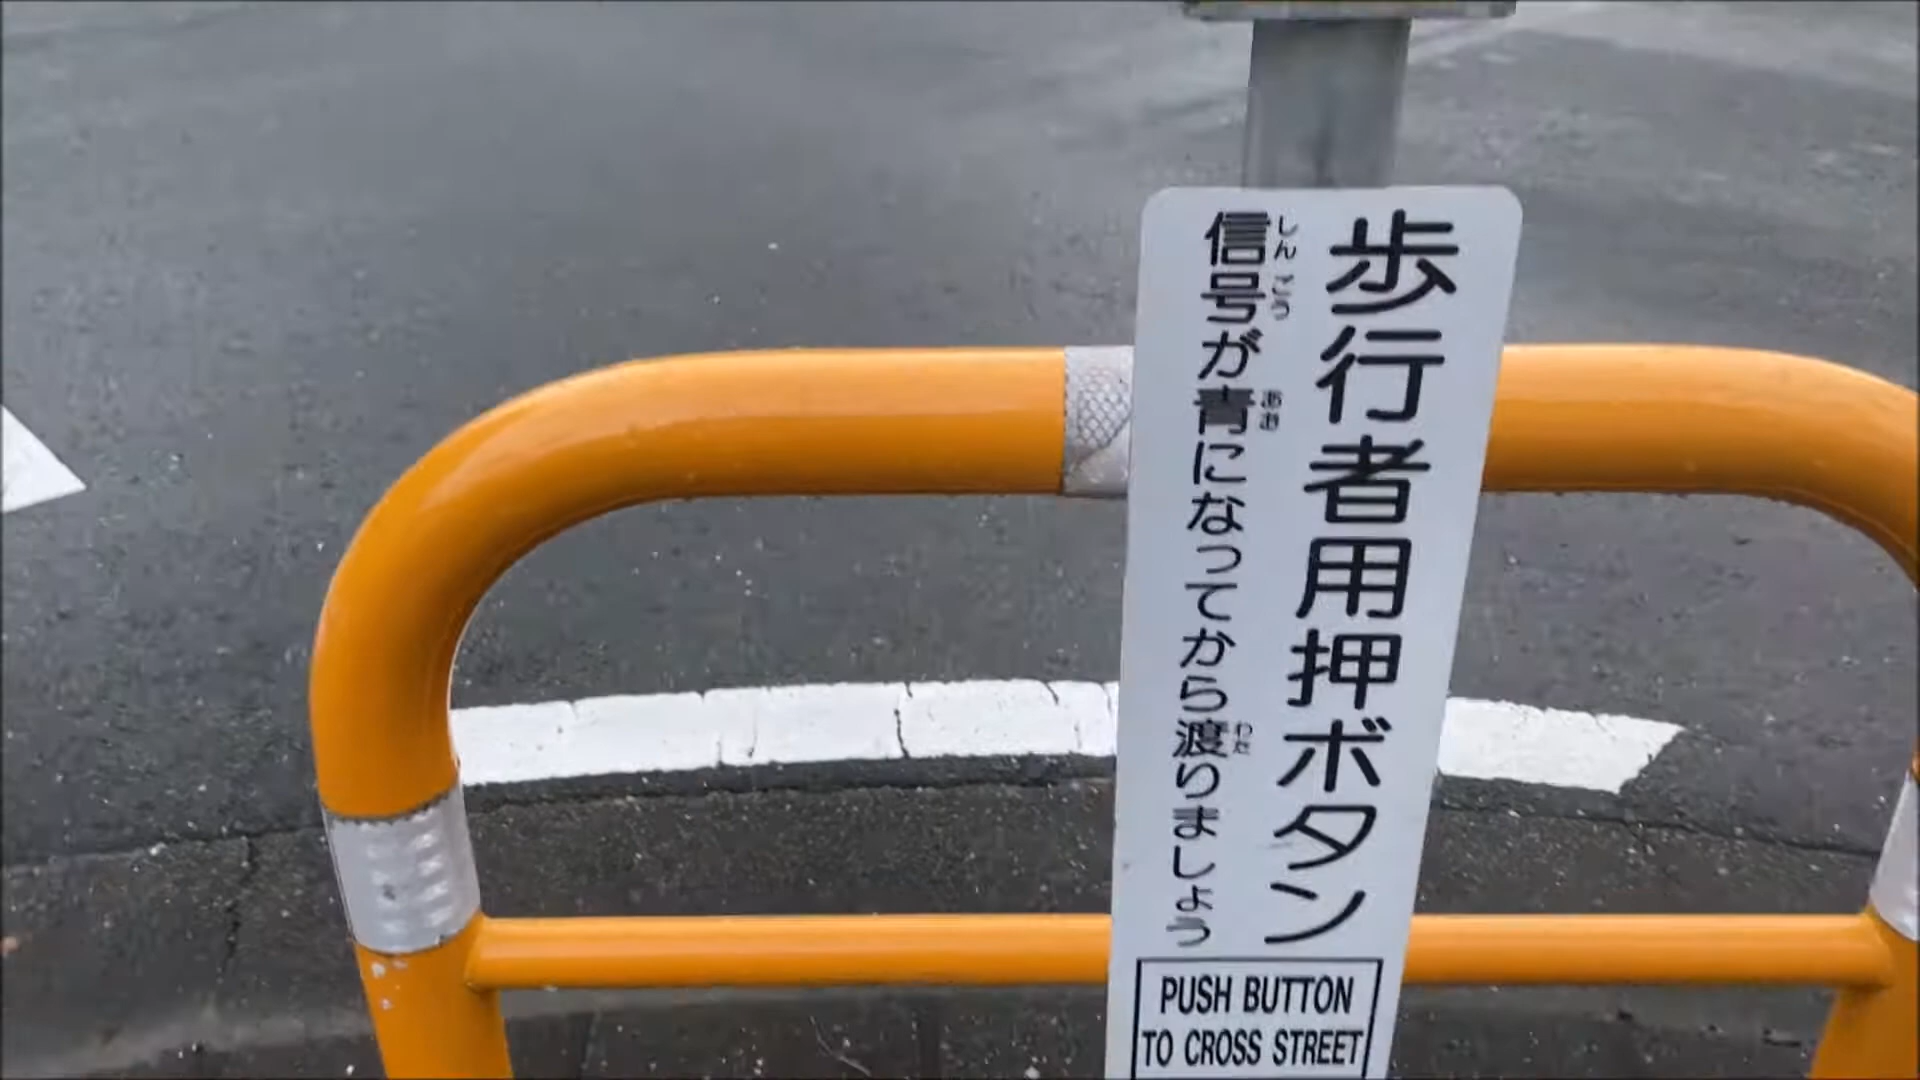 歩行者用押ボタン
信号が青になってから渡りましょう
しんごう
あお
わた
PUSH BUTTON
TO CROSS STREET